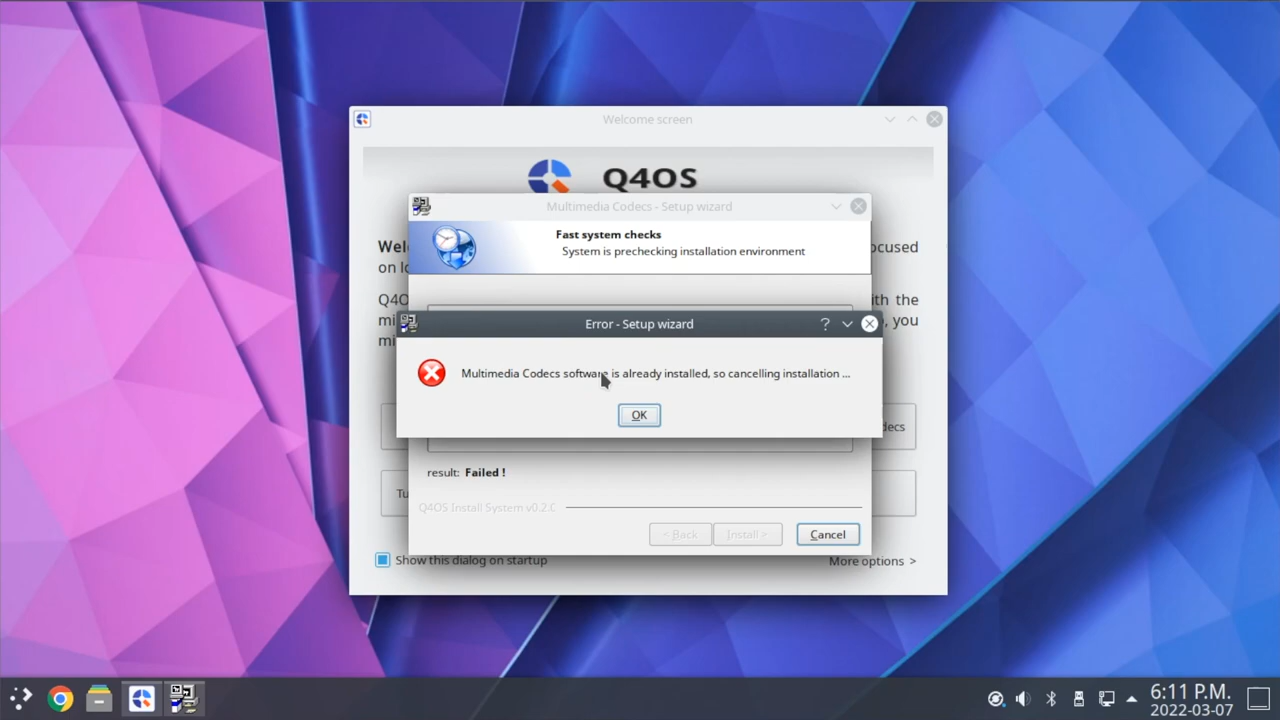 Welcome screen
Q4OS
Multimedia Codecs - Setup wizard
Fast system checks
System is prechecking installation environment
Error - Setup wizard
?
Multimedia Codecs software is already installed, so cancelling installation ...
OK
result: Failed !
Q4OS Install System v0.2.0
< Back
Install >
Cancel
Show this dialog on startup
More options >
6:11 P.M.
2022-03-07